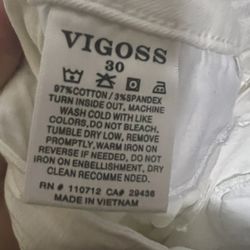 VIGOSS
30
97%COTTON / 3%SPANDEX
TURN INSIDE OUT. MACHINE
WASH COLD WITH LIKE
COLORS, DO NOT BLEACH.
TUMBLE DRY LOW, REMOVE
PROMPTLY, WARM IRON ON
REVERSE IF NEEDED, DO NOT
IRON ON EMBELLISHMENT, DRY
CLEAN RECOMME NDED.
RN # 110712 CA# 29436
MADE IN VIETNAM